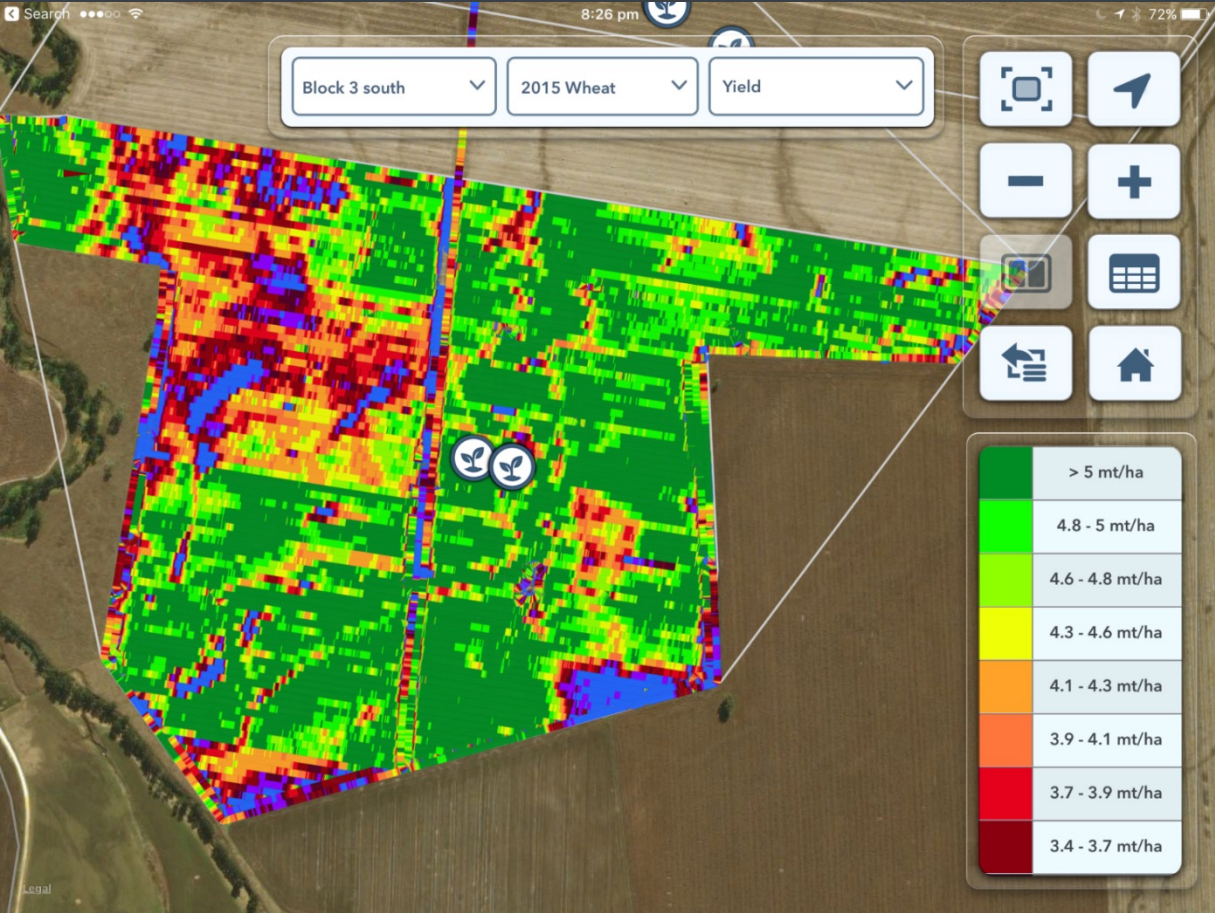 Search
8:26 pm
72%
Block 3 south
2015 Wheat
Yield
> 5 mt/ha
4.8 - 5 mt/ha
4.6 - 4.8 mt/ha
4.3 - 4.6 mt/ha
4.1 - 4.3 mt/ha
3.9 - 4.1 mt/ha
3.7 - 3.9 mt/ha
3.4 - 3.7 mt/ha
Legal